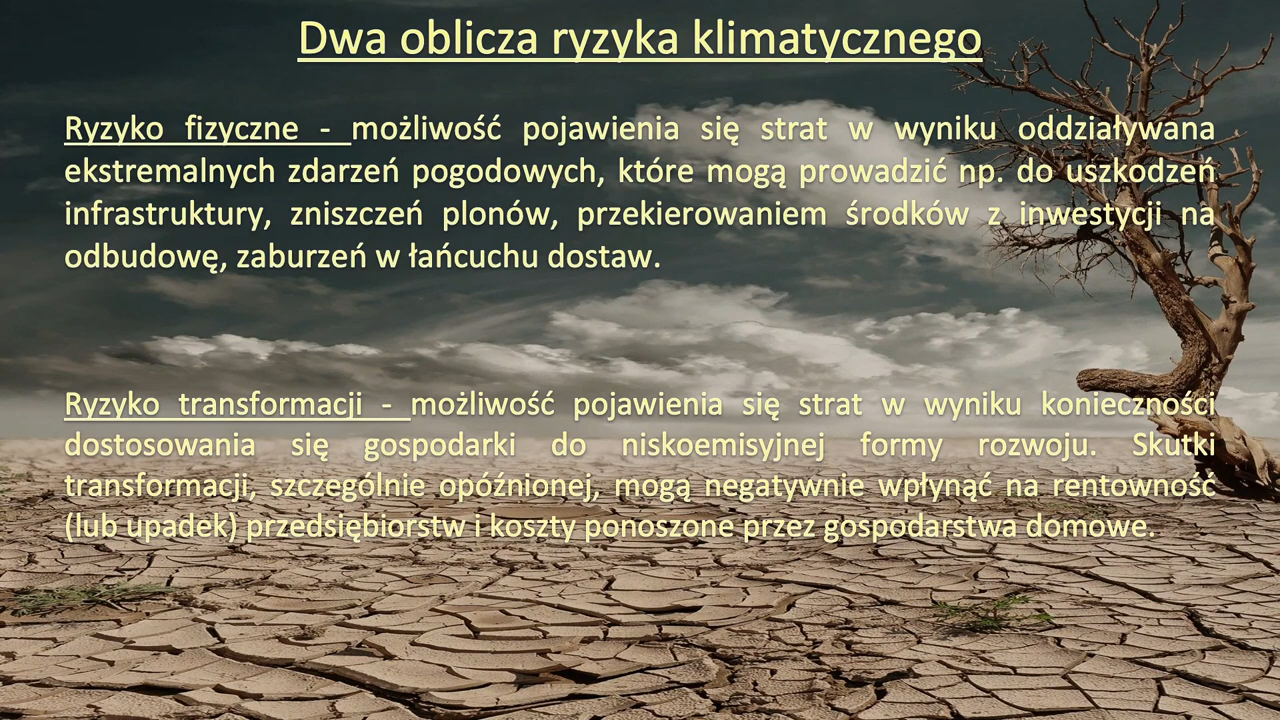 Dwa oblicza ryzyka klimatycznego
Ryzyko fizyczne - możliwość pojawienia się strat w wyniku oddziaływana
ekstremalnych zdarzeń pogodowych, które mogą prowadzić np. do uszkodzeń
infrastruktury, zniszczeń plonów, przekierowaniem środków z inwestycji na
odbudowę, zaburzeń w łańcuchu dostaw.
Ryzyko transformacji - możliwość pojawienia się strat w wyniku konieczności
dostosowania się gospodarki do niskoemisyjnej formy rozwoju. Skutki
transformacji, szczególnie opóźnionej, mogą negatywnie wpłynąć na rentowność
(lub upadek) przedsiębiorstw i koszty ponoszone przez gospodarstwa domowe.